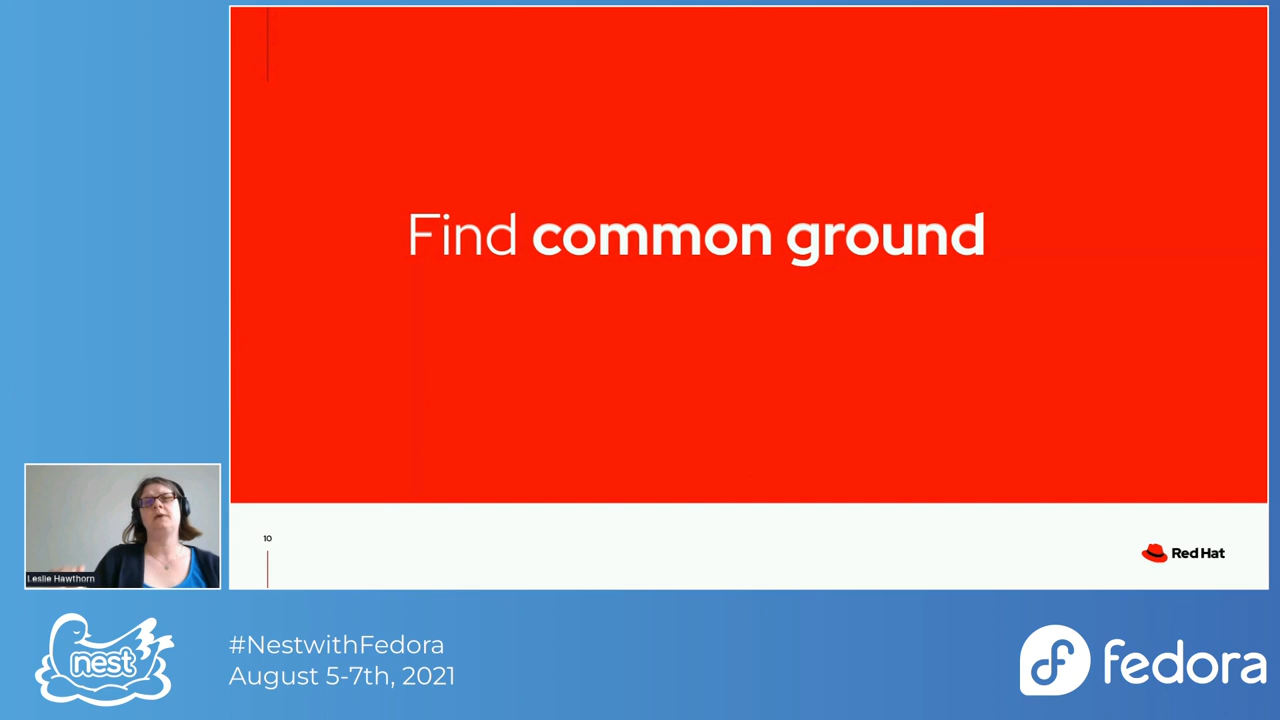 Find common ground
10
Red Hat
Leslie Hawthorn
nest
#NestwithFedora
August 5-7th, 2021
fedora